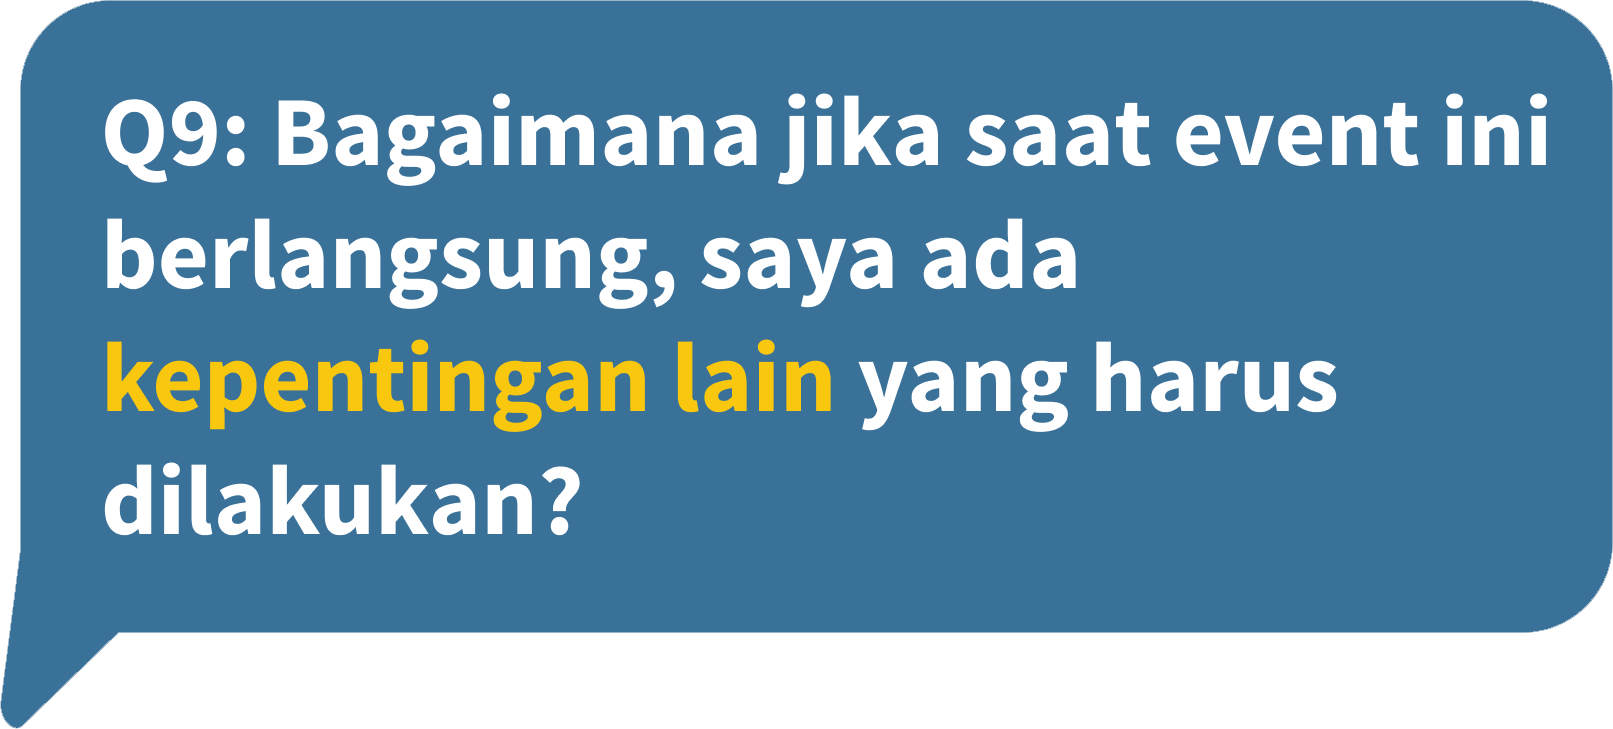 Q9: Bagaimana jika saat event ini
berlangsung, saya ada
kepentingan lain yang harus
dilakukan?